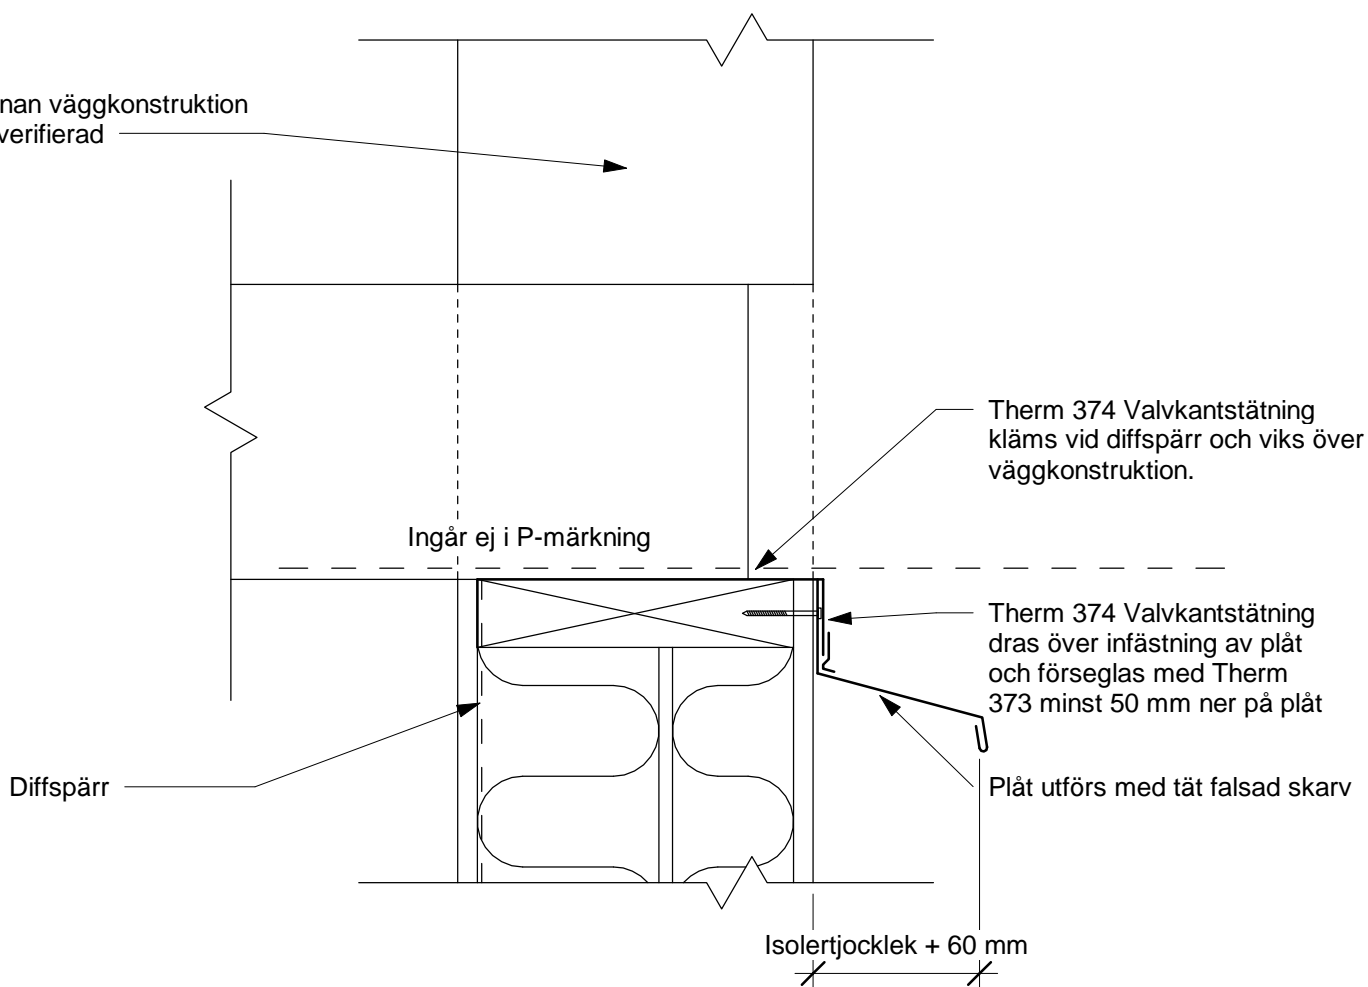 nan väggkonstruktion
verifierad
Therm 374 Valvkantstätning
kläms vid diffspärr och viks över
väggkonstruktion.
Ingår ej i P-märkning
Therm 374 Valvkantstätning
dras över infästning av plåt
och förseglas med Therm
373 minst 50 mm ner på plåt
Diffspärr
Plåt utförs med tät falsad skarv
Isolertjocklek + 60 mm